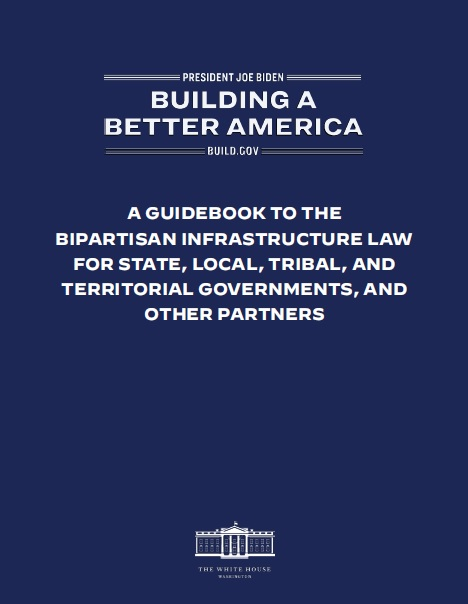 PRESIDENT JOE BIDEN
BUILDING A
BETTER AMERICA
BUILD.GOV
A GUIDEBOOK TO THE
BIPARTISAN INFRASTRUCTURE LAW
FOR STATE, LOCAL, TRIBAL, AND
TERRITORIAL GOVERNMENTS, AND
OTHER PARTNERS
THE WHITE HOUSE
WASHINGTON